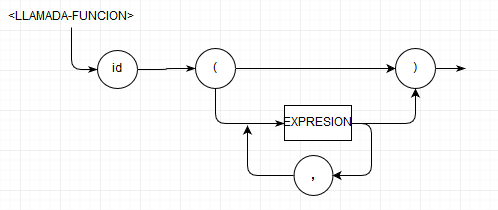 <LLAMADA-FUNCION>
id
(
)
EXPRESION
,